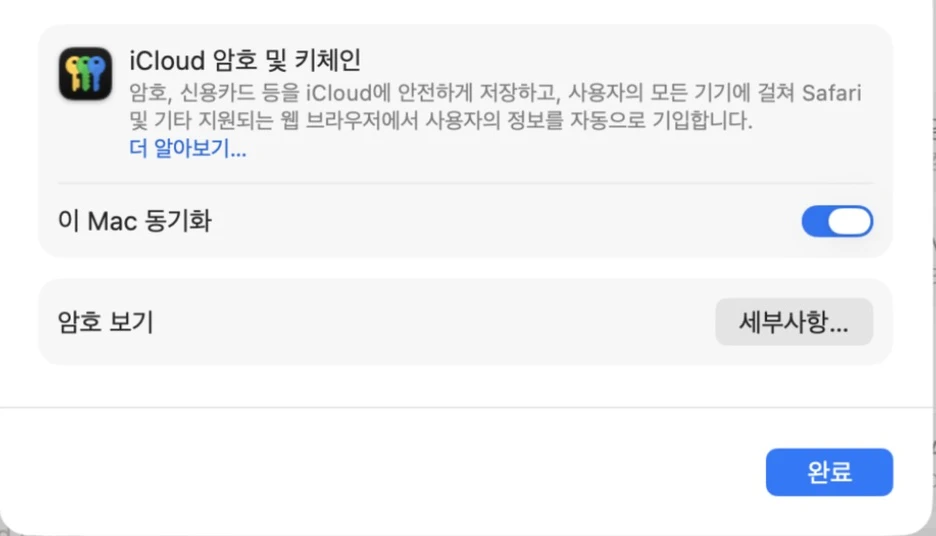 iCloud 암호 및 키체인
암호, 신용카드 등을 iCloud에 안전하게 저장하고, 사용자의 모든 기기에 걸쳐 Safari
및 기타 지원되는 웹 브라우저에서 사용자의 정보를 자동으로 기입합니다.
더 알아보기...
이 Mac 동기화
암호 보기
세부사항...
완료